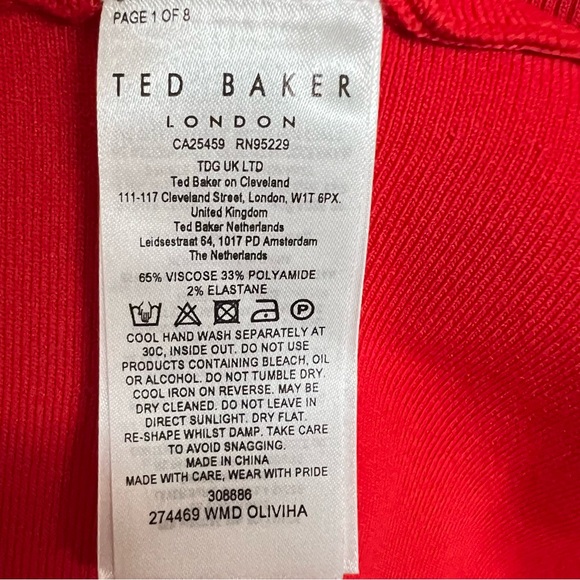 PAGE 1 OF 8
TED BAKER
LONDON
CA25459 RN95229
TDG UK LTD
Ted Baker on Cleveland
111-117 Cleveland Street, London, W1T 6PX.
United Kingdom
Ted Baker Netherlands
Leidsestraat 64, 1017 PD Amsterdam
The Netherlands
65% VISCOSE 33% POLYAMIDE
2% ELASTANE
P
COOL HAND WASH SEPARATELY AT
30C, INSIDE OUT. DO NOT USE
PRODUCTS CONTAINING BLEACH, OIL
OR ALCOHOL. DO NOT TUMBLE DRY.
COOL IRON ON REVERSE. MAY BE
DRY CLEANED. DO NOT LEAVE IN
DIRECT SUNLIGHT. DRY FLAT.
RE-SHAPE WHILST DAMP. TAKE CARE
TO AVOID SNAGGING.
MADE IN CHINA
MADE WITH CARE, WEAR WITH PRIDE
308886
274469 WMD OLIVIHA